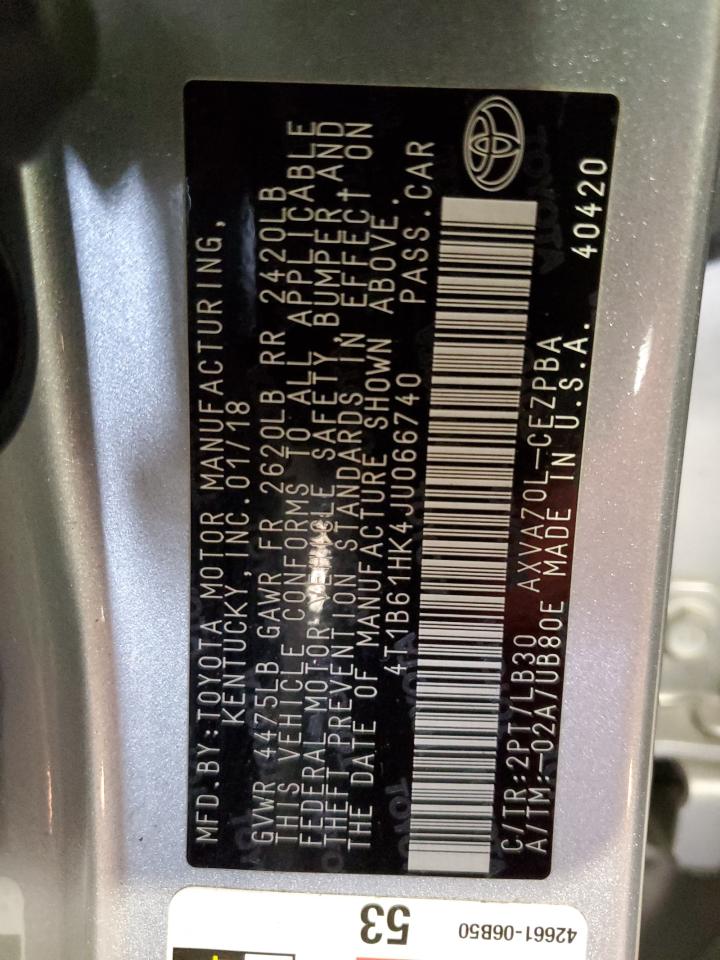 MFD.BY:TOYOTA MOTOR MANUFACTURING,
KENTUCKY, INC.01/18
GVWR 4475LB GAWR FR 2620LB RR 2420LB
THIS VEHICLE CONFORMS TO ALL APPLICABLE
FEDERAL MOTOR VEHICLE SAFETY, BUMPER, AND
THEFT PREVENTION STANDARDS IN EFFECT ON
THE DATE OF MANUFACTURE SHOWN ABOVE.
4T1B61HK4JU066740 PASS.CAR
C/TR:2PT/LB30 AXVA70L-CEZPBA
A/TM:-02A/UB80E MADE IN U.S.A. 40420
53
42661-06B50